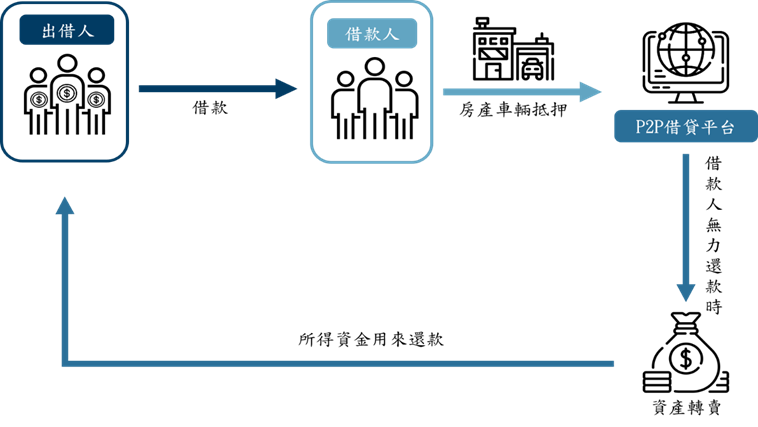 出借人
借款人
借款
房產車輛抵押
P2P借貸平台
借款人無力還款時
所得資金用來還款
資產轉賣